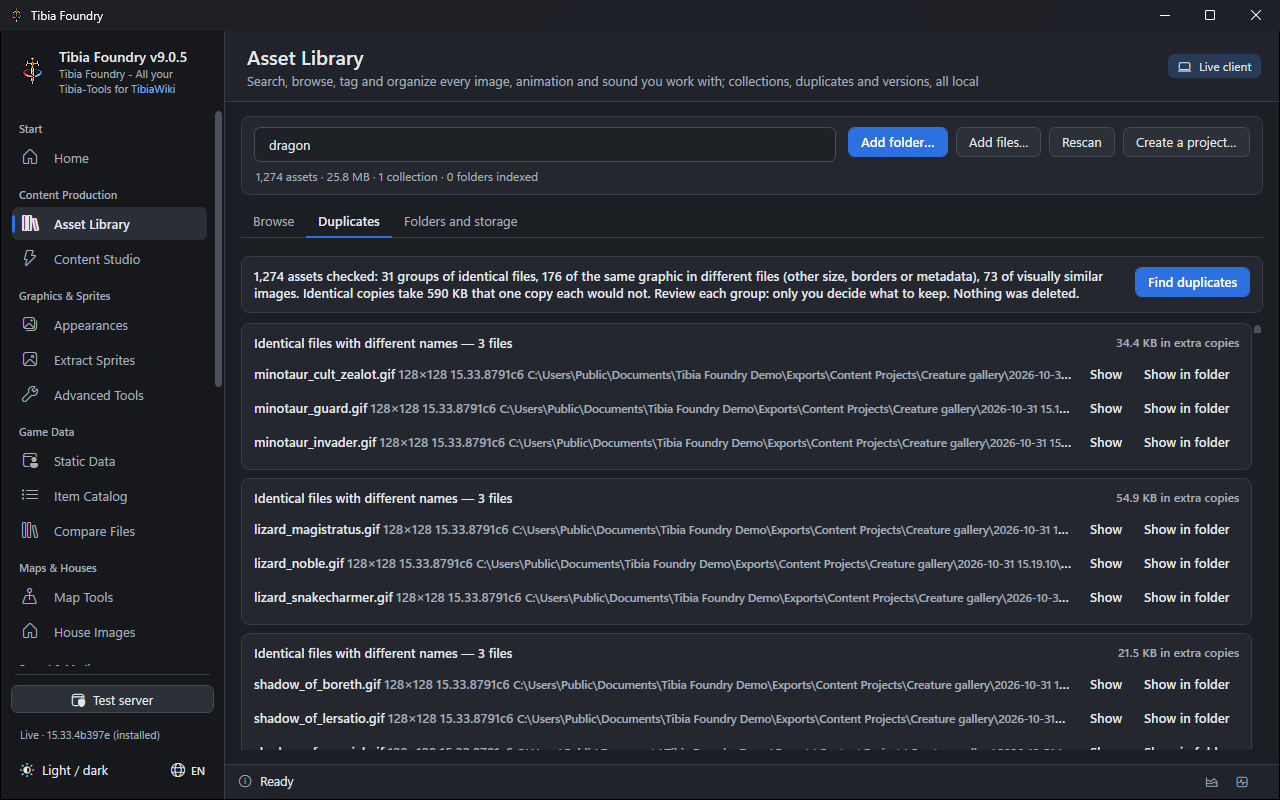 Tibia Foundry
Tibia Foundry v9.0.5
Tibia Foundry - All your
Tibia-Tools for TibiaWiki
Start
Home
Content Production
Asset Library
Content Studio
Graphics & Sprites
Appearances
Extract Sprites
Advanced Tools
Game Data
Static Data
Item Catalog
Compare Files
Maps & Houses
Map Tools
House Images
Test server
Live · 15.33.4b397e (installed)
Light / dark
EN
Asset Library
Search, browse, tag and organize every image, animation and sound you work with; collections, duplicates and versions, all local
Live client
dragon
Add folder...
Add files...
Rescan
Create a project...
1,274 assets · 25.8 MB · 1 collection · 0 folders indexed
Browse
Duplicates
Folders and storage
1,274 assets checked: 31 groups of identical files, 176 of the same graphic in different files (other size, borders or metadata), 73 of visually similar
images. Identical copies take 590 KB that one copy each would not. Review each group: only you decide what to keep. Nothing was deleted.
Find duplicates
Identical files with different names — 3 files
34.4 KB in extra copies
minotaur_cult_zealot.gif 128×128 15.33.8791c6 C:\Users\Public\Documents\Tibia Foundry Demo\Exports\Content Projects\Creature gallery\2026-10-3... Show Show in folder
minotaur_guard.gif 128×128 15.33.8791c6 C:\Users\Public\Documents\Tibia Foundry Demo\Exports\Content Projects\Creature gallery\2026-10-31 15.1... Show Show in folder
minotaur_invader.gif 128×128 15.33.8791c6 C:\Users\Public\Documents\Tibia Foundry Demo\Exports\Content Projects\Creature gallery\2026-10-31 15... Show Show in folder
Identical files with different names — 3 files
54.9 KB in extra copies
lizard_magistratus.gif 128×128 15.33.8791c6 C:\Users\Public\Documents\Tibia Foundry Demo\Exports\Content Projects\Creature gallery\2026-10-31 1... Show Show in folder
lizard_noble.gif 128×128 15.33.8791c6 C:\Users\Public\Documents\Tibia Foundry Demo\Exports\Content Projects\Creature gallery\2026-10-31 15.19.10\... Show Show in folder
lizard_snakecharmer.gif 128×128 15.33.8791c6 C:\Users\Public\Documents\Tibia Foundry Demo\Exports\Content Projects\Creature gallery\2026-10-3... Show Show in folder
Identical files with different names — 3 files
21.5 KB in extra copies
shadow_of_boreth.gif 128×128 15.33.8791c6 C:\Users\Public\Documents\Tibia Foundry Demo\Exports\Content Projects\Creature gallery\2026-10-31 1... Show Show in folder
shadow_of_lersatio.gif 128×128 15.33.8791c6 C:\Users\Public\Documents\Tibia Foundry Demo\Exports\Content Projects\Creature gallery\2026-10-31... Show Show in folder
Ready